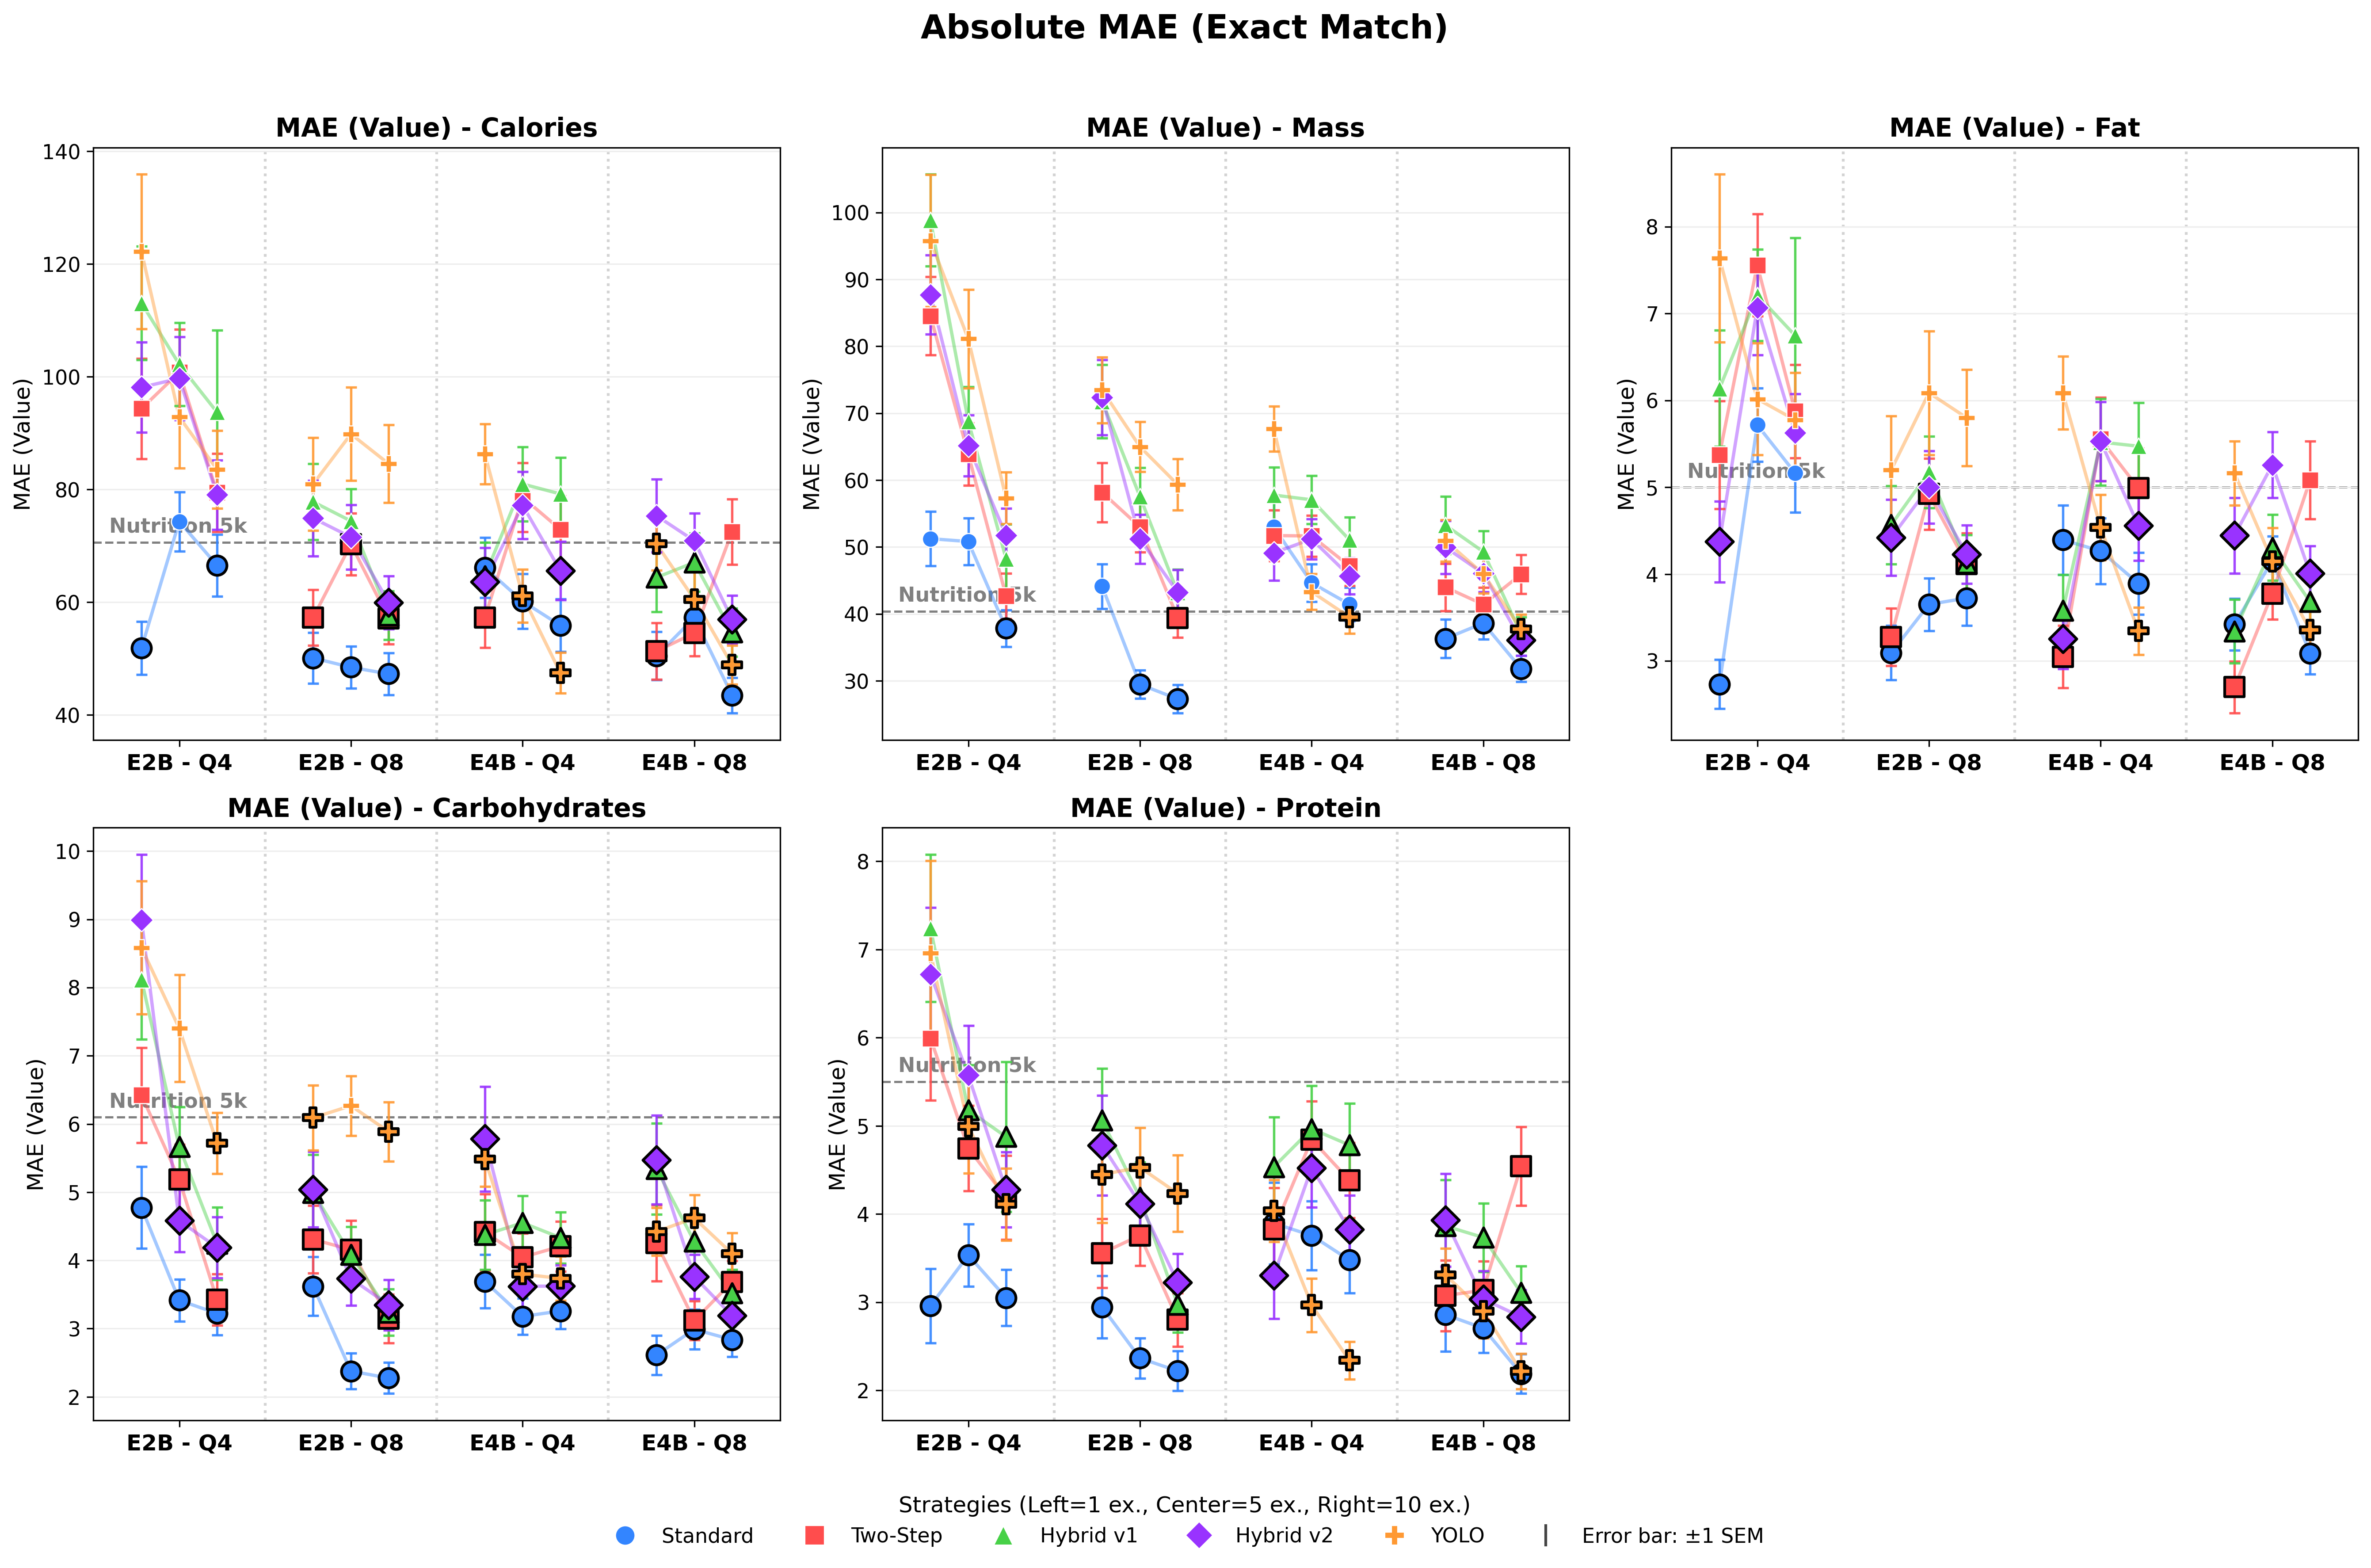 Absolute MAE (Exact Match)
MAE (Value) - Calories
MAE (Value)
140
120
100
80
60
40
Nutrition 5k
E2B - Q4
E2B - Q8
E4B - Q4
E4B - Q8
MAE (Value) - Mass
MAE (Value)
100
90
80
70
60
50
40
30
Nutrition 5k
E2B - Q4
E2B - Q8
E4B - Q4
E4B - Q8
MAE (Value) - Fat
MAE (Value)
8
7
6
5
4
3
Nutrition 5k
E2B - Q4
E2B - Q8
E4B - Q4
E4B - Q8
MAE (Value) - Carbohydrates
MAE (Value)
10
9
8
7
6
5
4
3
2
Nutrition 5k
E2B - Q4
E2B - Q8
E4B - Q4
E4B - Q8
MAE (Value) - Protein
MAE (Value)
8
7
6
5
4
3
2
Nutrition 5k
E2B - Q4
E2B - Q8
E4B - Q4
E4B - Q8
Strategies (Left=1 ex., Center=5 ex., Right=10 ex.)
Standard
Two-Step
Hybrid v1
Hybrid v2
YOLO
Error bar: ±1 SEM